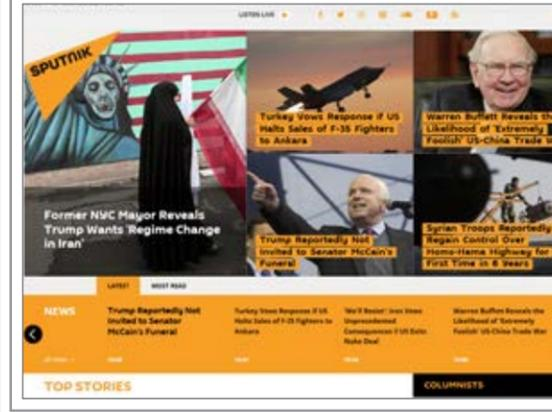 LISTEN LIVE
SPUTNIK
Former NYC Mayor Reveals
Trump Wants 'Regime Change
in Iran'
Turkey Vows Response if US
Halts Sales of F-35 Fighters
to Ankara
Warren Buffett Reveals th
Likelihood of 'Extremely
Foolish' US-China Trade W
Trump Reportedly Not
Invited to Senator McCain's
Funeral
Syrian Troops Reportedly
Regain Control Over
Homs-Hama Highway for
First Time in 6 Years
LATEST MOST READ
NEWS
Trump Reportedly Not
Invited to Senator
McCain's Funeral
Turkey Vows Response if US
Halts Sales of F-35 Fighters to
Ankara
'We'll Resist': Iran Vows
Unprecedented
Consequences if US Exits
Nuke Deal
Warren Buffett Reveals the
Likelihood of 'Extremely
Foolish' US-China Trade War
TOP STORIES
COLUMNISTS